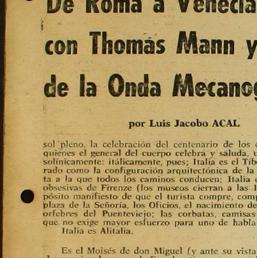 De Roma a Venecia
con Thomas Mann y
de la Onda Mecanog
por Luis Jacobo ACAL
sol pleno, la celebración del centenario de los
quiénes el general del cuerpo celebra y saluda, u
solinicamente: itálicamente, pues; Italia es el Tib
rado como la configuración arquitectónica de la
ta a la que todos los caminos conducen; Italia
obsesivas de Firenze (los museos cierran a las 1
pósito manifiesto de que el turista compre, comp
plaza de la Señoría, los Oficios, el nacimiento de
orfebres del Puenteviejo; las corbatas, camisas
que no exige mayor esfuerzo para uno de habla
Italia es Alitalia.
Es el Moisés de don Miguel (y ante su vista